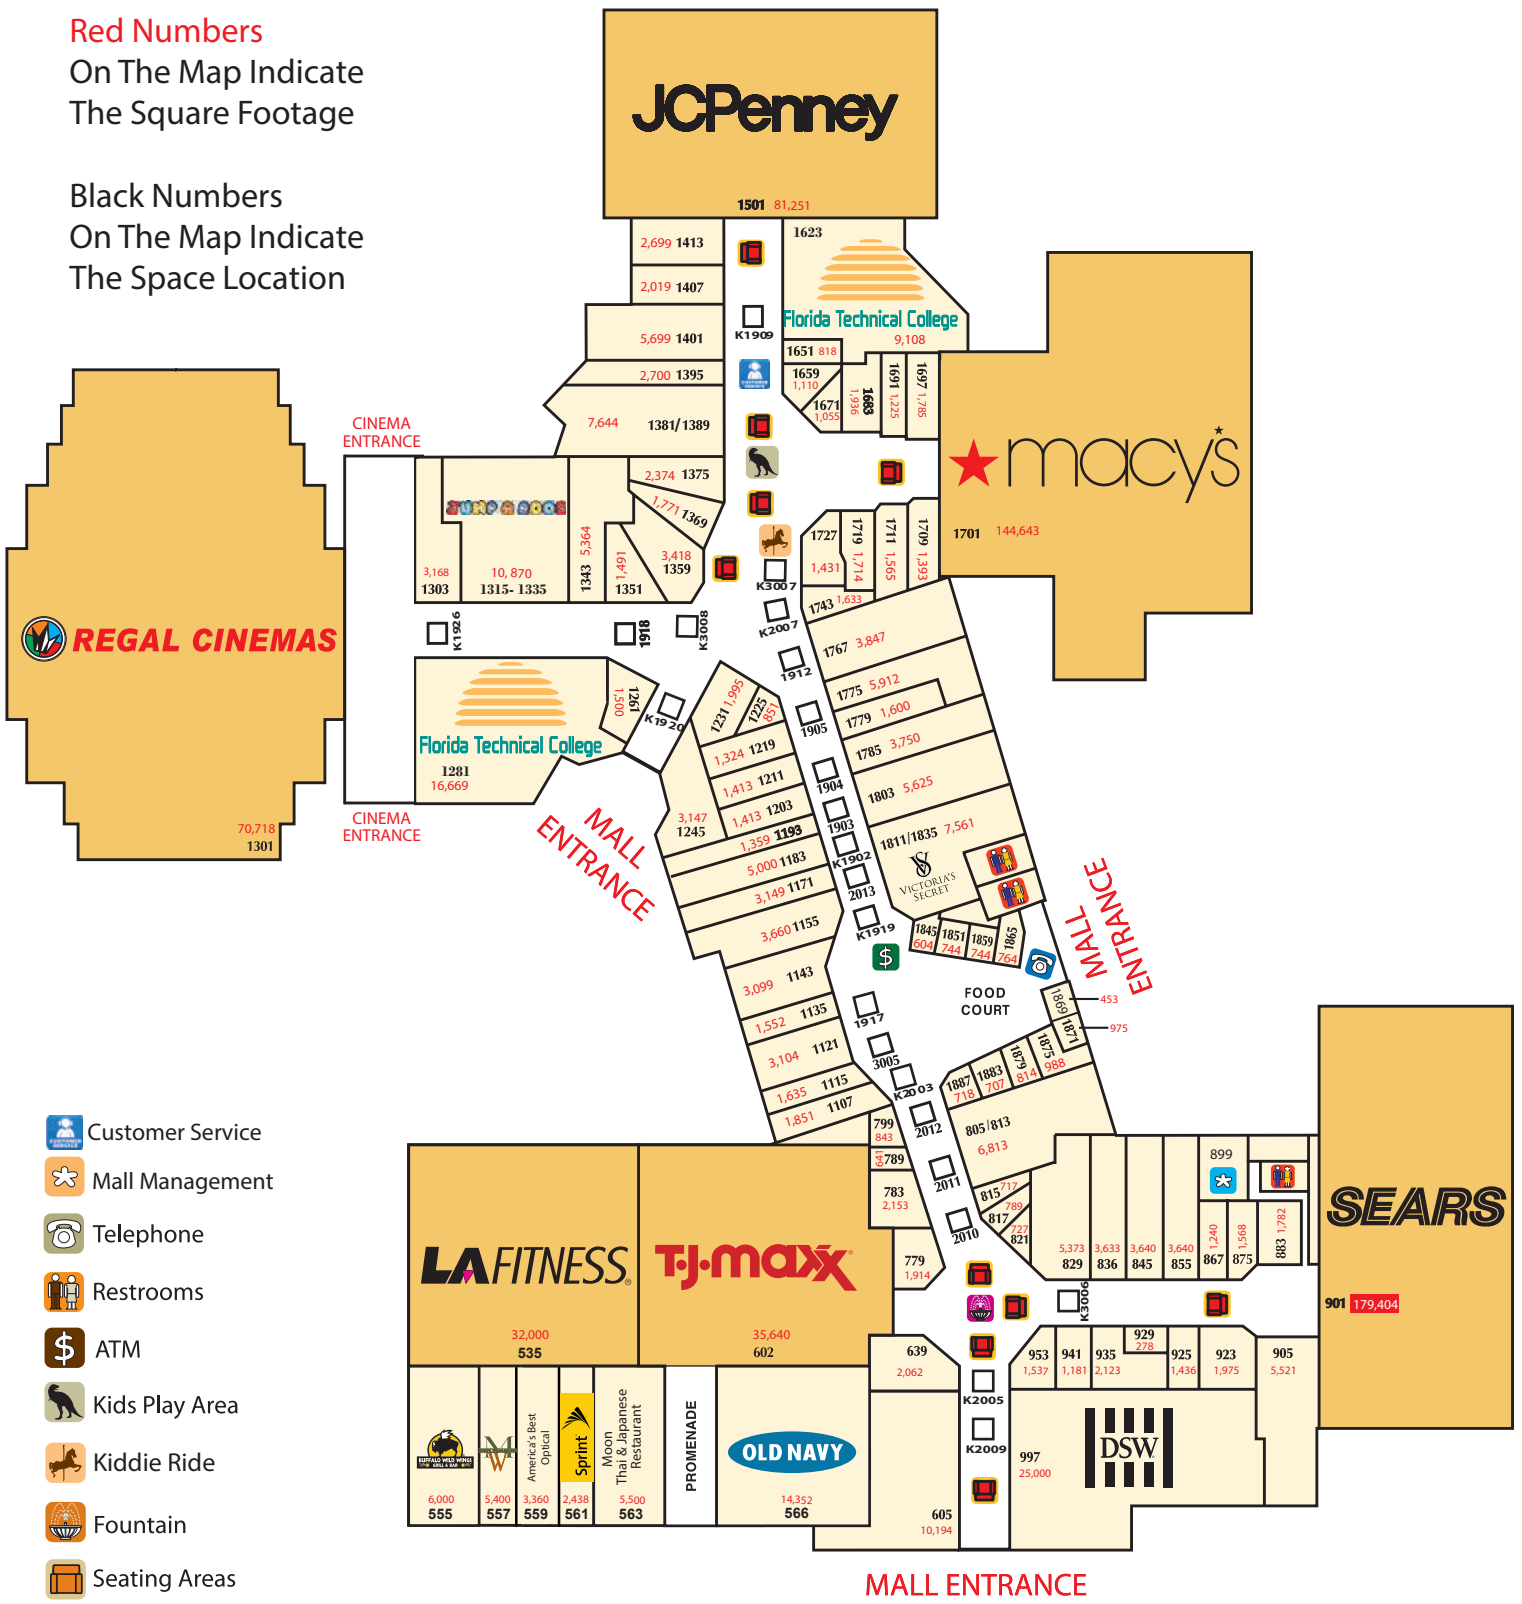 Red Numbers
On The Map Indicate
The Square Footage
Black Numbers
On The Map Indicate
The Space Location
JCPenney
1501 81,251
2,699 1413
2,019 1407
5,699 1401
2,700 1395
7,644 1381/1389
2,374 1375
1,771 1369
3,418
1359
1,491
1351
5,364
1343
10,870
1315- 1335
3,168
1303
K1909
CUSTOMER
SERVICE
1623
Florida Technical College
9,108
1651 818
1659
1,110
1671
1,055
1683
1,936
1691
1,225
1697
1,785
macy's
1701 144,643
CINEMA
ENTRANCE
REGAL CINEMAS
70,718
1301
CINEMA
ENTRANCE
K1926
1918
K3008
K3007
K2007
1912
1905
1904
1903
K1902
2013
K1919
1727
1,431
1719
1,714
1711
1,565
1709
1,393
1743 1,633
1767 3,847
1775 5,912
1779 1,600
1785 3,750
1803 5,625
1811/1835 7,561
VS
VICTORIA'S
SECRET
Florida Technical College
1281
16,669
1261
1,500
K1920
1231 1,995
1225
851
1,324 1219
1,413 1211
1,413 1203
3,147
1245
1,359 1193
5,000 1183
3,149 1171
3,660 1155
3,099 1143
1,552 1135
3,104 1121
1,635 1115
1,851 1107
MALL
ENTRANCE
MALL
ENTRANCE
1845
604
1851
744
1859
744
1865
764
$
FOOD
COURT
1869
453
1871
975
1875
988
1879
814
1883
707
1887
718
1917
3005
K2003
2012
2011
2010
805/813
6,813
815 717
817 789
821 727
799
843
789
641
783
2,153
779
1,914
5,373
829
3,633
836
3,640
845
3,640
855
899
1,240
867
1,568
875
1,782
883
SEARS
901 179,404
K3006
LA FITNESS
32,000
535
T·J·maxx
35,640
602
639
2,062
953
1,537
941
1,181
935
2,123
929
278
925
1,436
923
1,975
905
5,521
K2005
K2009
BUFFALO WILD WINGS
GRILL & BAR
6,000
555
MW
5,400
557
America's Best
Optical
3,360
559
Sprint
2,438
561
Moon
Thai & Japanese
Restaurant
5,500
563
PROMENADE
OLD NAVY
14,352
566
605
10,194
997
25,000
DSW
MALL ENTRANCE
CUSTOMER
SERVICE
Customer Service
Mall Management
Telephone
Restrooms
$ ATM
Kids Play Area
Kiddie Ride
Fountain
Seating Areas